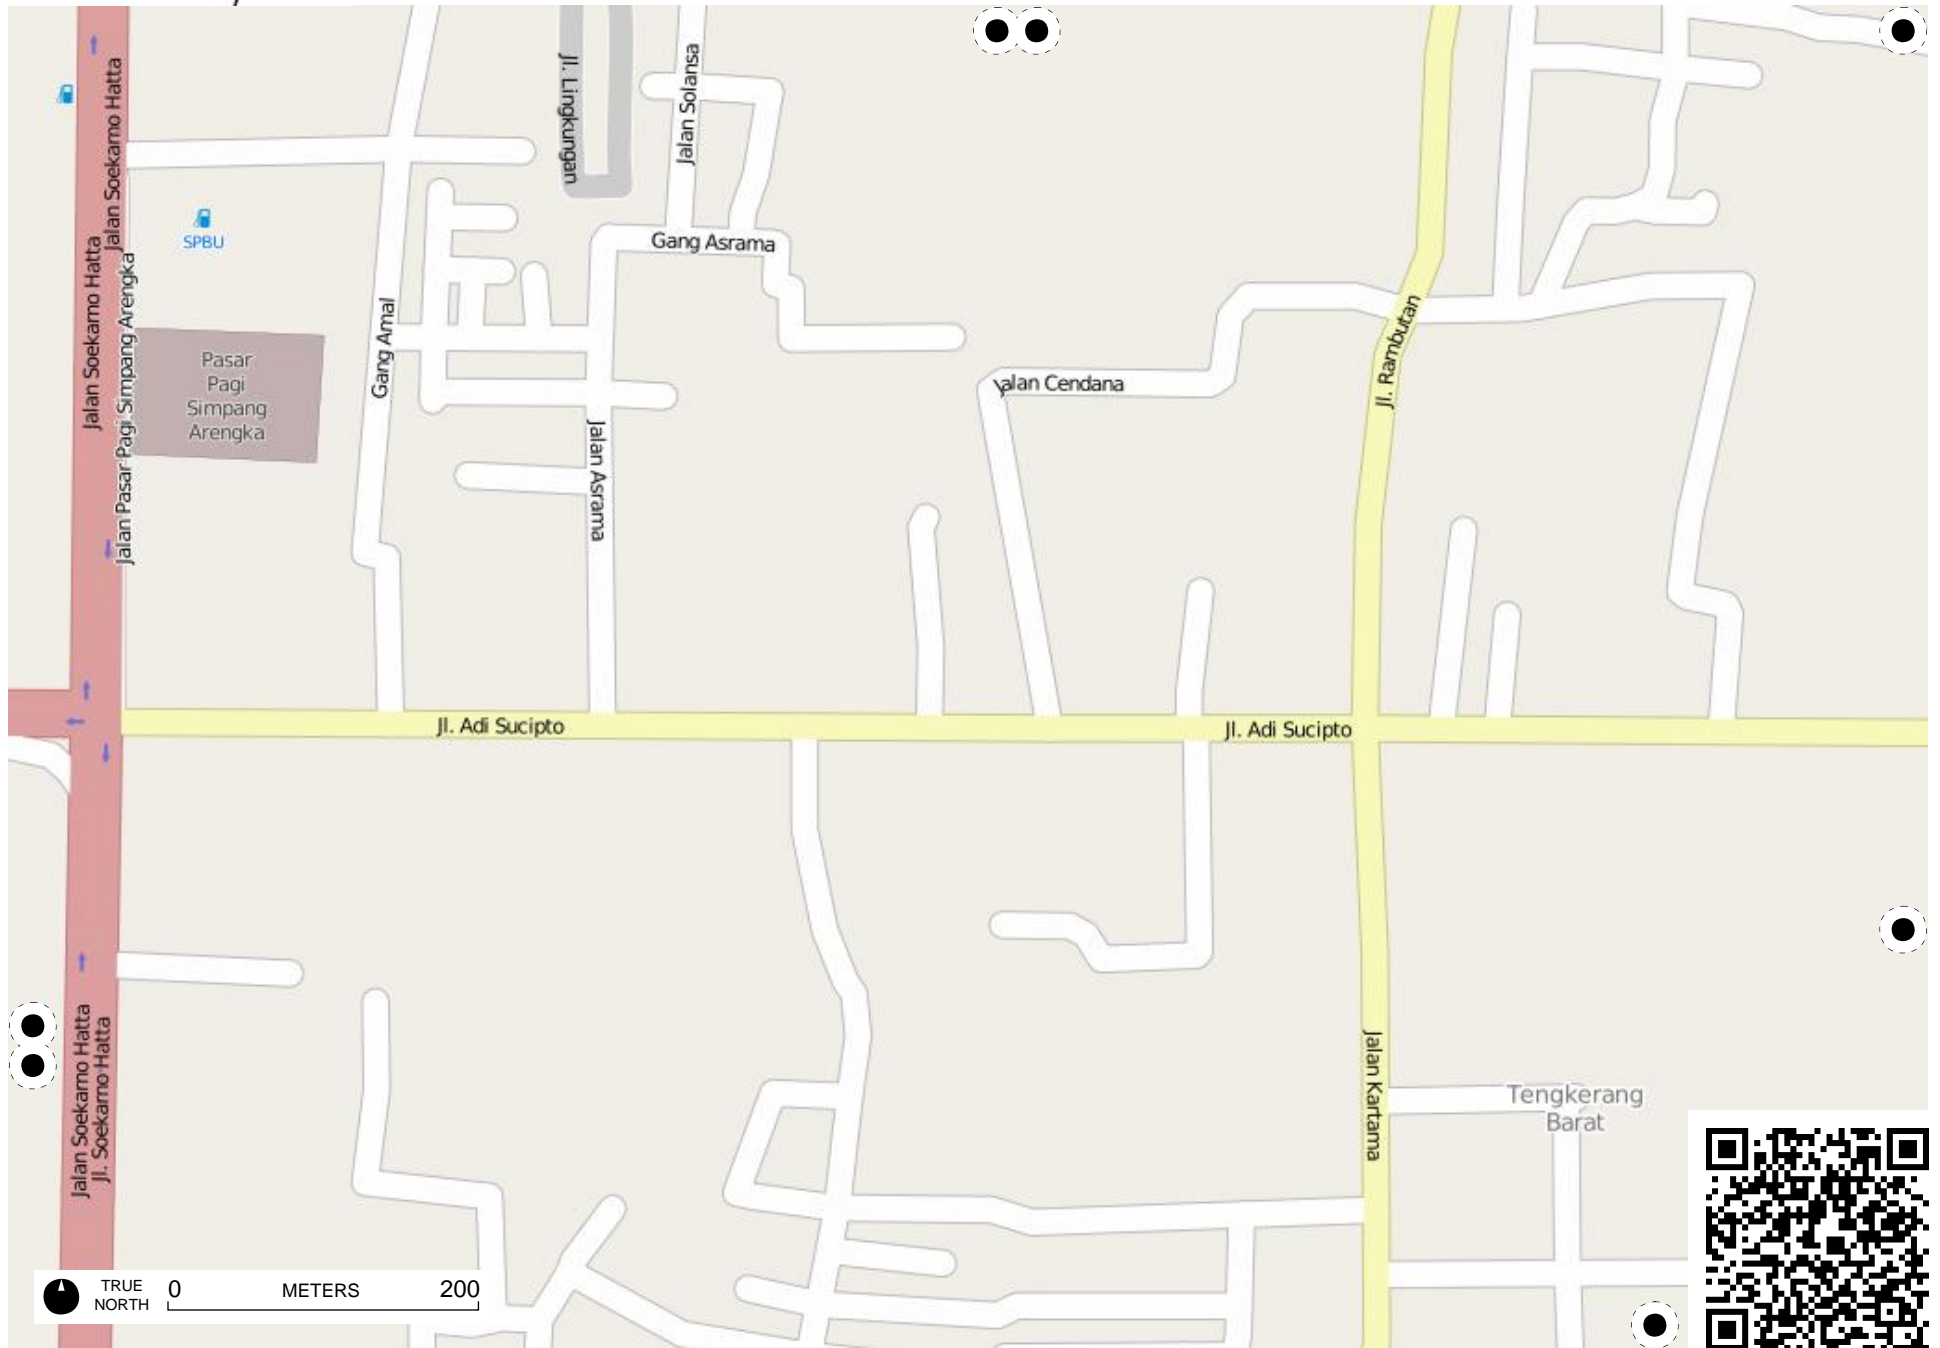 Jl. Lingkungan
Jalan Solansa
Jalan Soekarno Hatta
SPBU
Gang Asrama
Jalan Soekarno Hatta
Jalan Pasar Pagi Simpang Arengka
Gang Amal
Jl. Rambutan
Pasar
Pagi
Simpang
Arengka
Jalan Cendana
Jalan Asrama
Jl. Adi Sucipto
Jl. Adi Sucipto
Jalan Soekarno Hatta
Jl. Soekarno Hatta
Jalan Kartama
Tengkerang
Barat
TRUE
NORTH
0 METERS 200